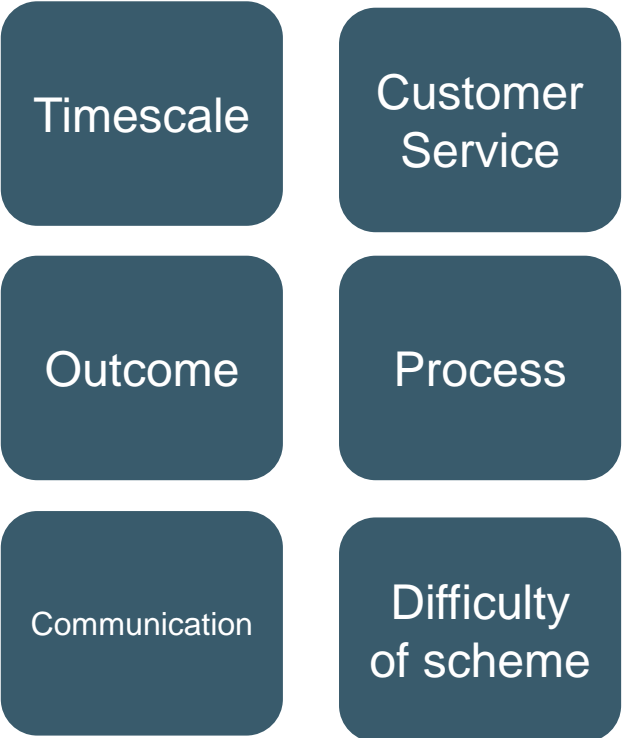 Timescale
Customer
Service
Outcome
Process
Communication
Difficulty
of scheme